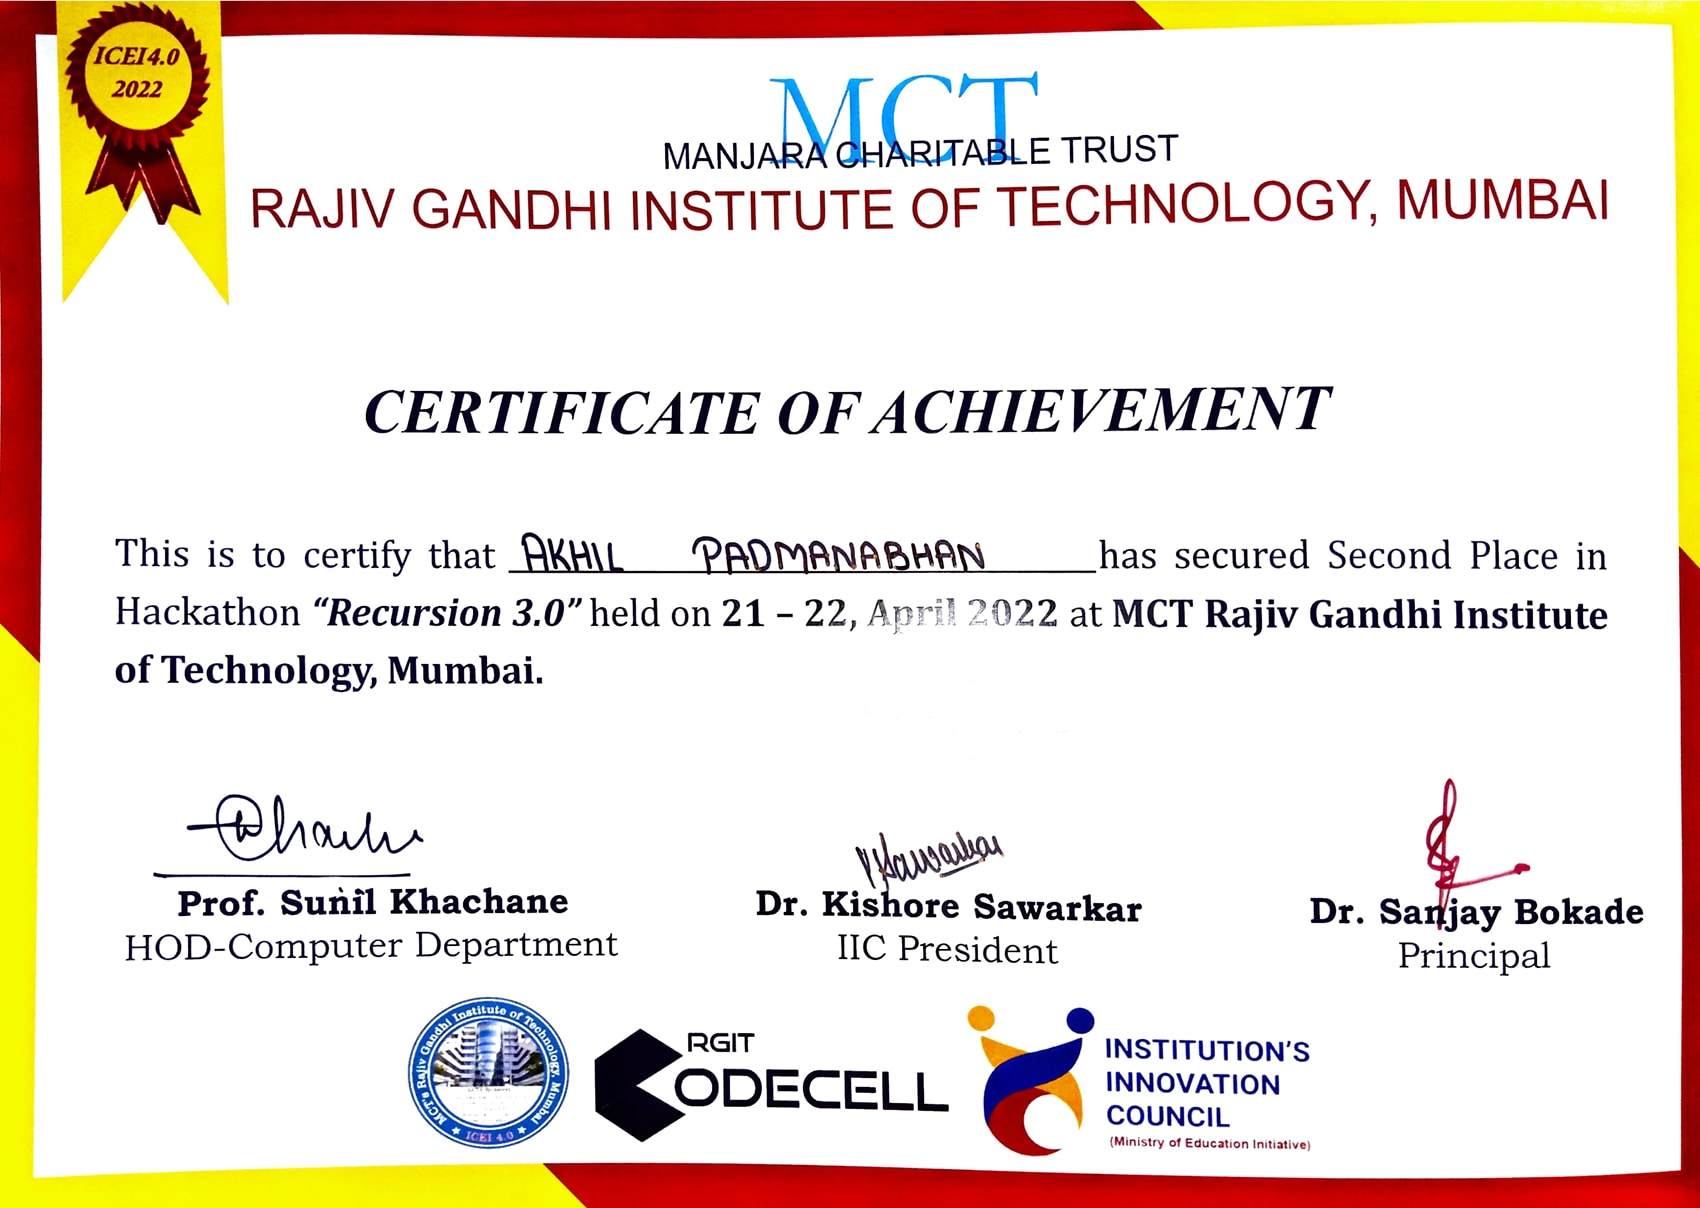 ICEI4.0
2022
MCT
MANJARA CHARITABLE TRUST
RAJIV GANDHI INSTITUTE OF TECHNOLOGY, MUMBAI
CERTIFICATE OF ACHIEVEMENT
This is to certify that AKHIL PADMANABHAN has secured Second Place in
Hackathon “Recursion 3.0” held on 21 – 22, April 2022 at MCT Rajiv Gandhi Institute
of Technology, Mumbai.
Prof. Sunil Khachane
HOD-Computer Department
Dr. Kishore Sawarkar
IIC President
Dr. Sanjay Bokade
Principal
MCT's Rajiv Gandhi Institute of Technology, Mumbai
ICEI 4.0
RGIT
CODECELL
INSTITUTION'S
INNOVATION
COUNCIL
(Ministry of Education Initiative)